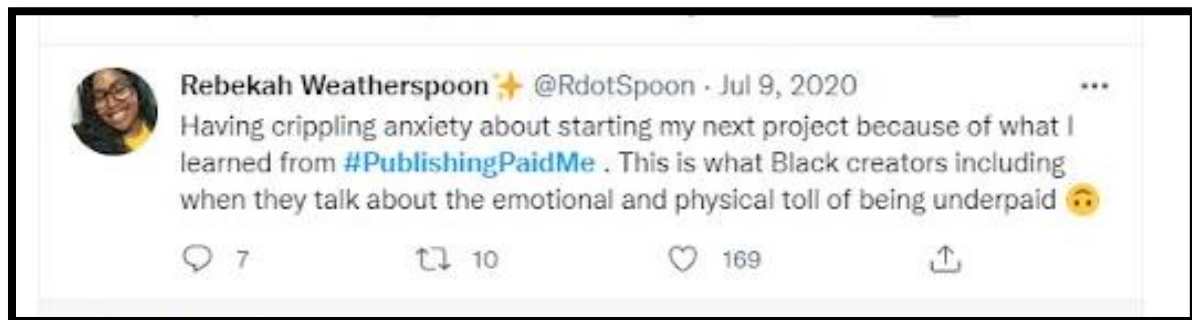 Rebekah Weatherspoon✨ @RdotSpoon · Jul 9, 2020 ···
Having crippling anxiety about starting my next project because of what I
learned from #PublishingPaidMe . This is what Black creators including
when they talk about the emotional and physical toll of being underpaid 🙃
7 10 169